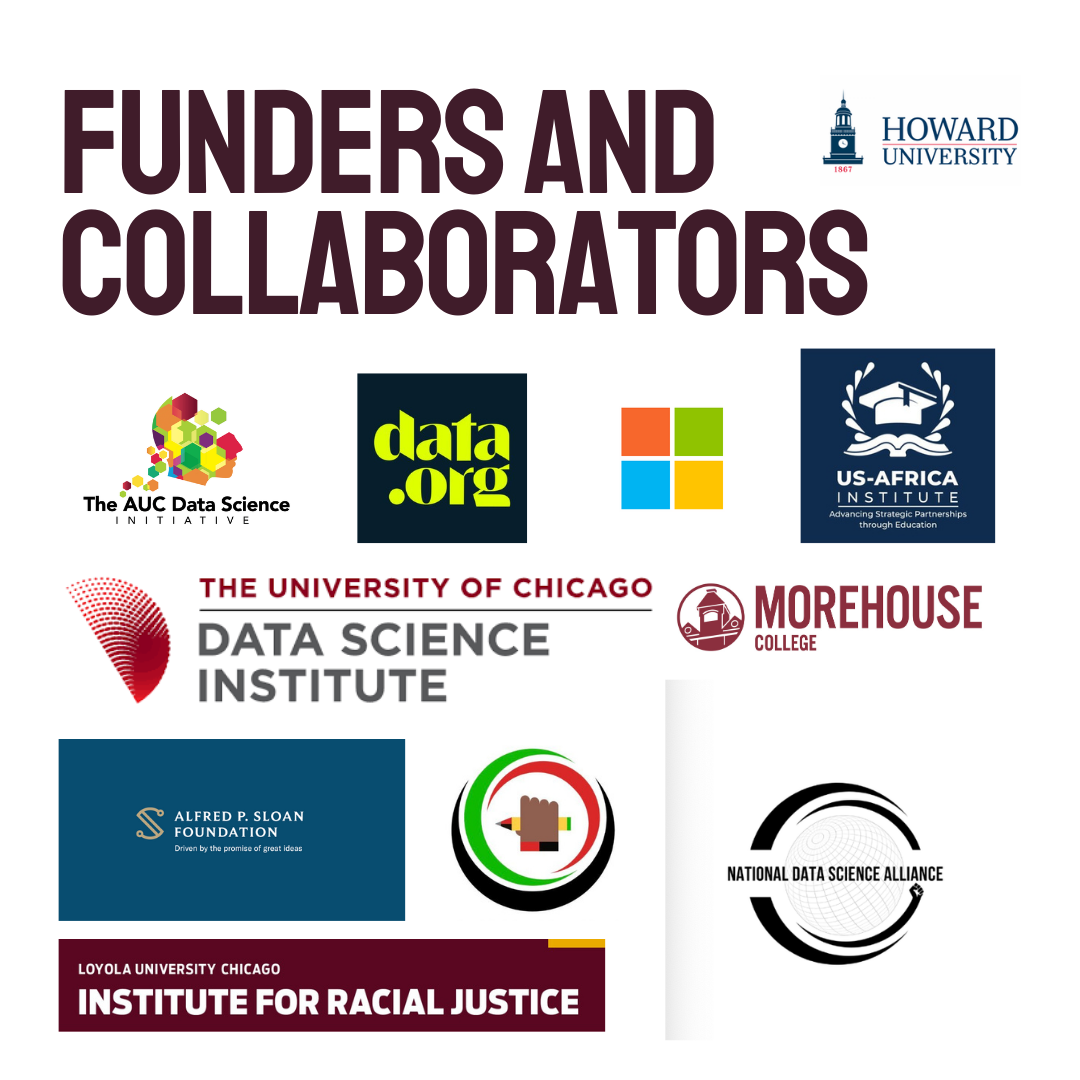 FUNDERS AND
COLLABORATORS
HOWARD
UNIVERSITY
1867
The AUC Data Science
INITIATIVE
data
.org
US-AFRICA
INSTITUTE
Advancing Strategic Partnerships
through Education
THE UNIVERSITY OF CHICAGO
DATA SCIENCE
INSTITUTE
MOREHOUSE
COLLEGE
ALFRED P. SLOAN
FOUNDATION
Driven by the promise of great ideas
NATIONAL DATA SCIENCE ALLIANCE
LOYOLA UNIVERSITY CHICAGO
INSTITUTE FOR RACIAL JUSTICE